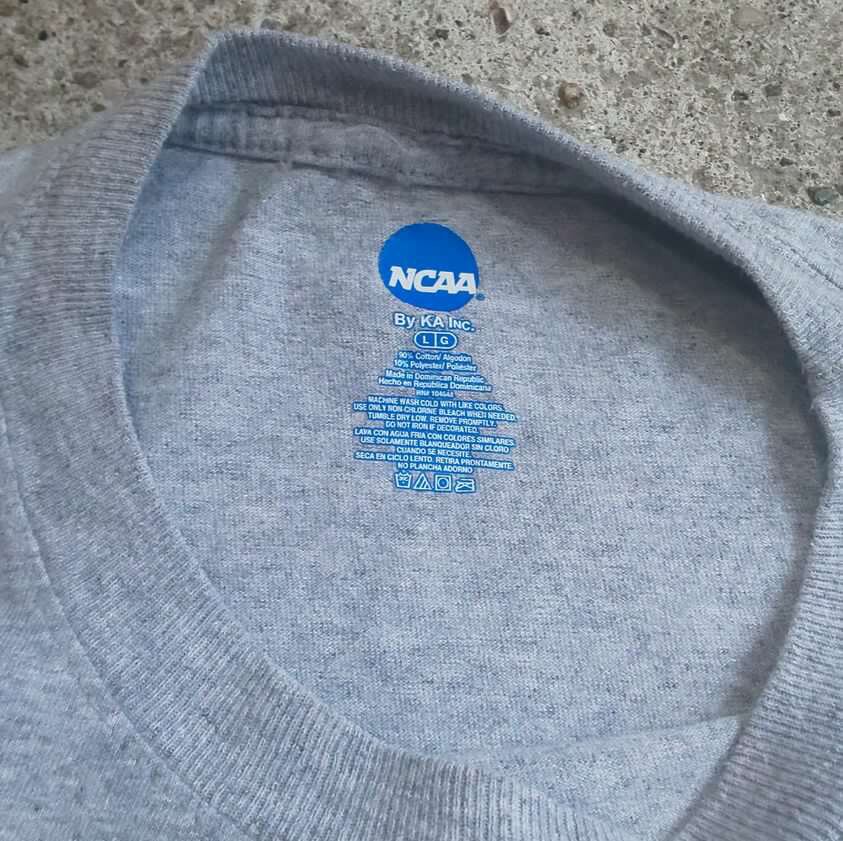 NCAA
By KA INC.
L G
90% Cotton/ Algodon
10% Polyester/ Poliéster
Made in Dominican Republic
Hecho en Republica Dominicana
MACHINE WASH COLD WITH LIKE COLORS.
USE ONLY NON-CHLORINE BLEACH WHEN NEEDED.
TUMBLE DRY LOW. REMOVE PROMPTLY.
DO NOT IRON IF DECORATED.
LAVA CON AGUA FRIA CON COLORES SIMILARES.
USE SOLAMENTE BLANQUEADOR SIN CLORO
CUANDO SE NECESITE.
SECA EN CICLO LENTO. RETIRA PRONTAMENTE.
NO PLANCHA ADORNO